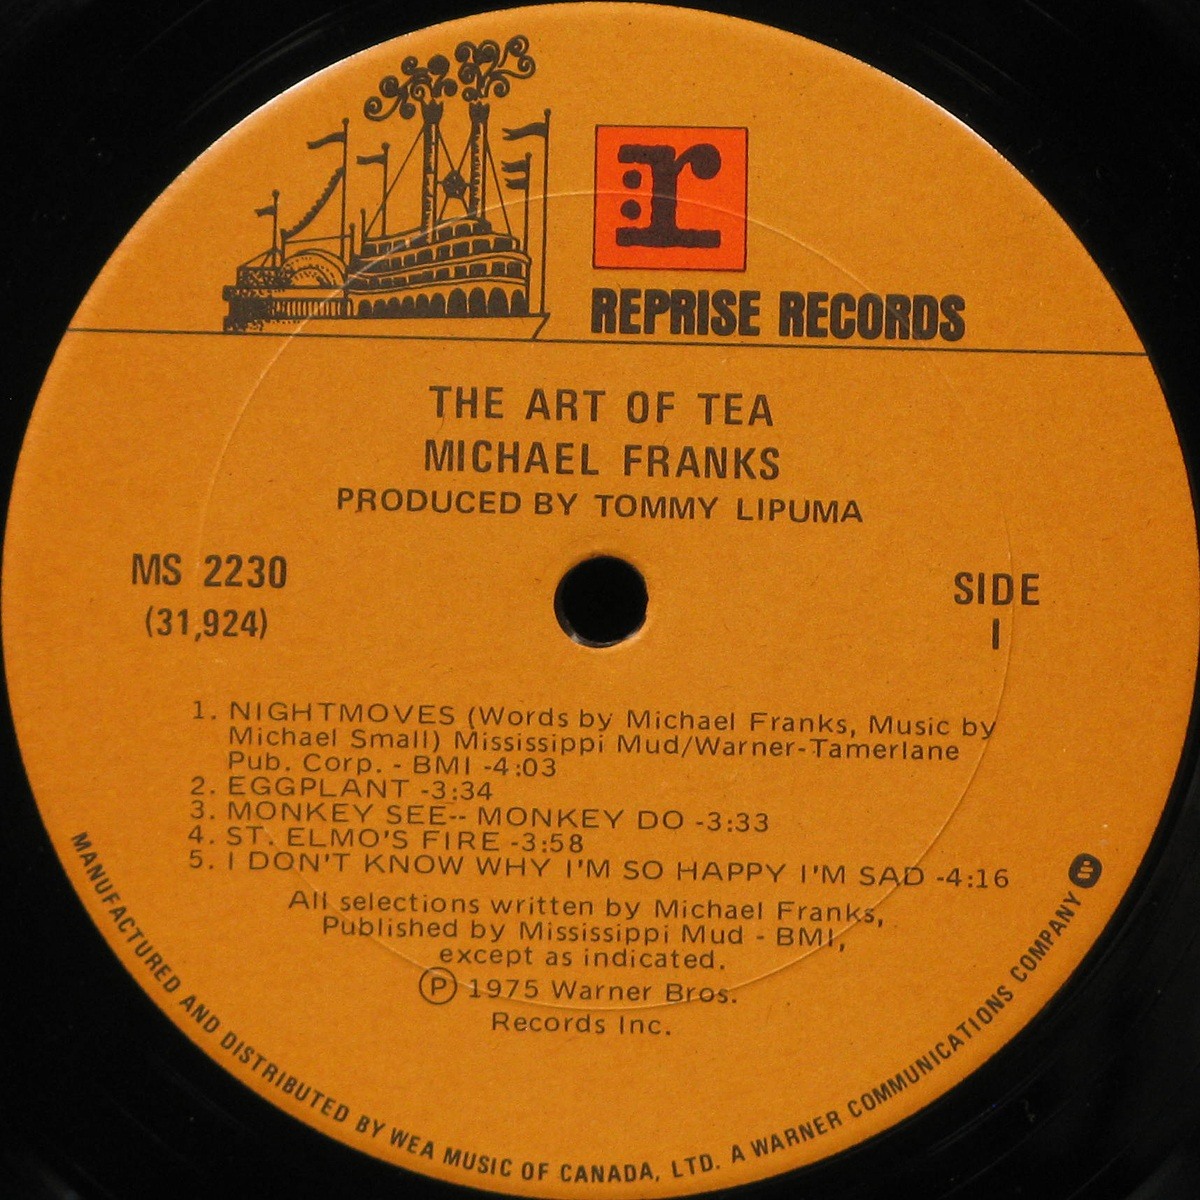 r:
REPRISE RECORDS
THE ART OF TEA
MICHAEL FRANKS
PRODUCED BY TOMMY LIPUMA
MS 2230
(31,924)
SIDE
I
1. NIGHTMOVES (Words by Michael Franks, Music by
Michael Small) Mississippi Mud/Warner-Tamerlane
Pub. Corp. - BMI -4:03
2. EGGPLANT -3:34
3. MONKEY SEE-- MONKEY DO -3:33
4. ST. ELMO'S FIRE -3:58
5. I DON'T KNOW WHY I'M SO HAPPY I'M SAD -4:16
All selections written by Michael Franks,
Published by Mississippi Mud - BMI,
except as indicated.
Ⓟ 1975 Warner Bros.
Records Inc.
MANUFACTURED AND DISTRIBUTED BY WEA MUSIC OF CANADA, LTD. A WARNER COMMUNICATIONS COMPANY